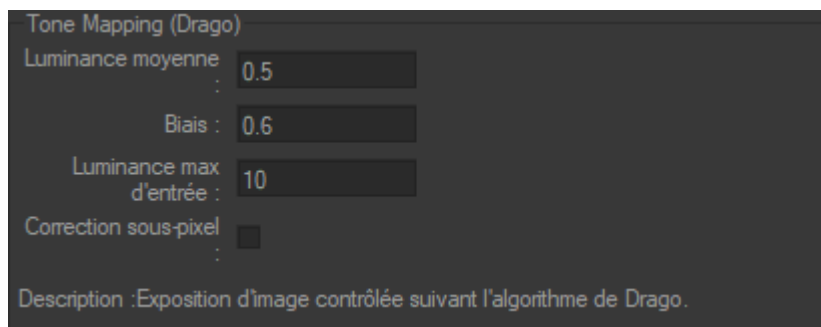 Tone Mapping (Drago)
Luminance moyenne
:
0.5
Biais :
0.6
Luminance max
d'entrée :
10
Correction sous-pixel
:
Description :Exposition d'image contrôlée suivant l'algorithme de Drago.